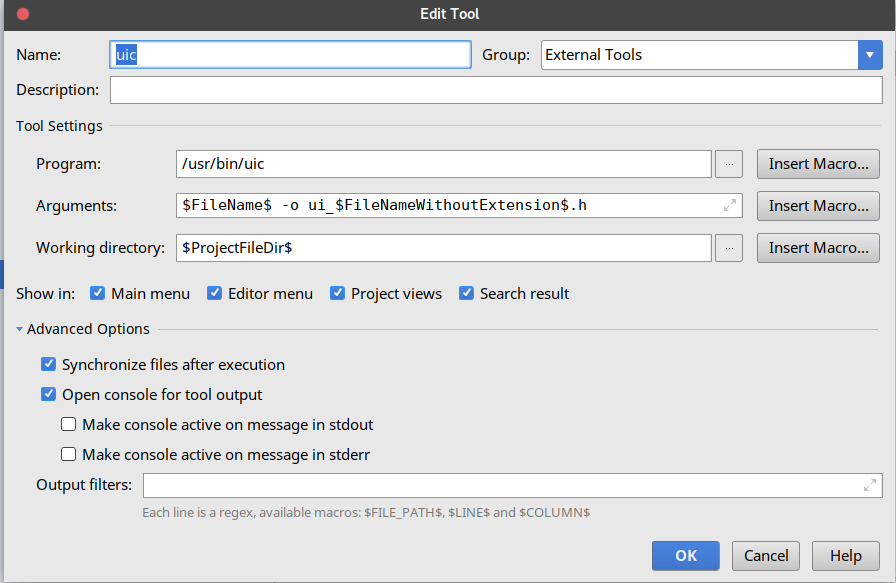 Edit Tool
Name: uic Group: External Tools
Description:
Tool Settings
Program: /usr/bin/uic ... Insert Macro...
Arguments: $FileName$ -o ui_$FileNameWithoutExtension$.h Insert Macro...
Working directory: $ProjectFileDir$ ... Insert Macro...
Show in: Main menu Editor menu Project views Search result
Advanced Options
Synchronize files after execution
Open console for tool output
Make console active on message in stdout
Make console active on message in stderr
Output filters:
Each line is a regex, available macros: $FILE_PATH$, $LINE$ and $COLUMN$
OK Cancel Help